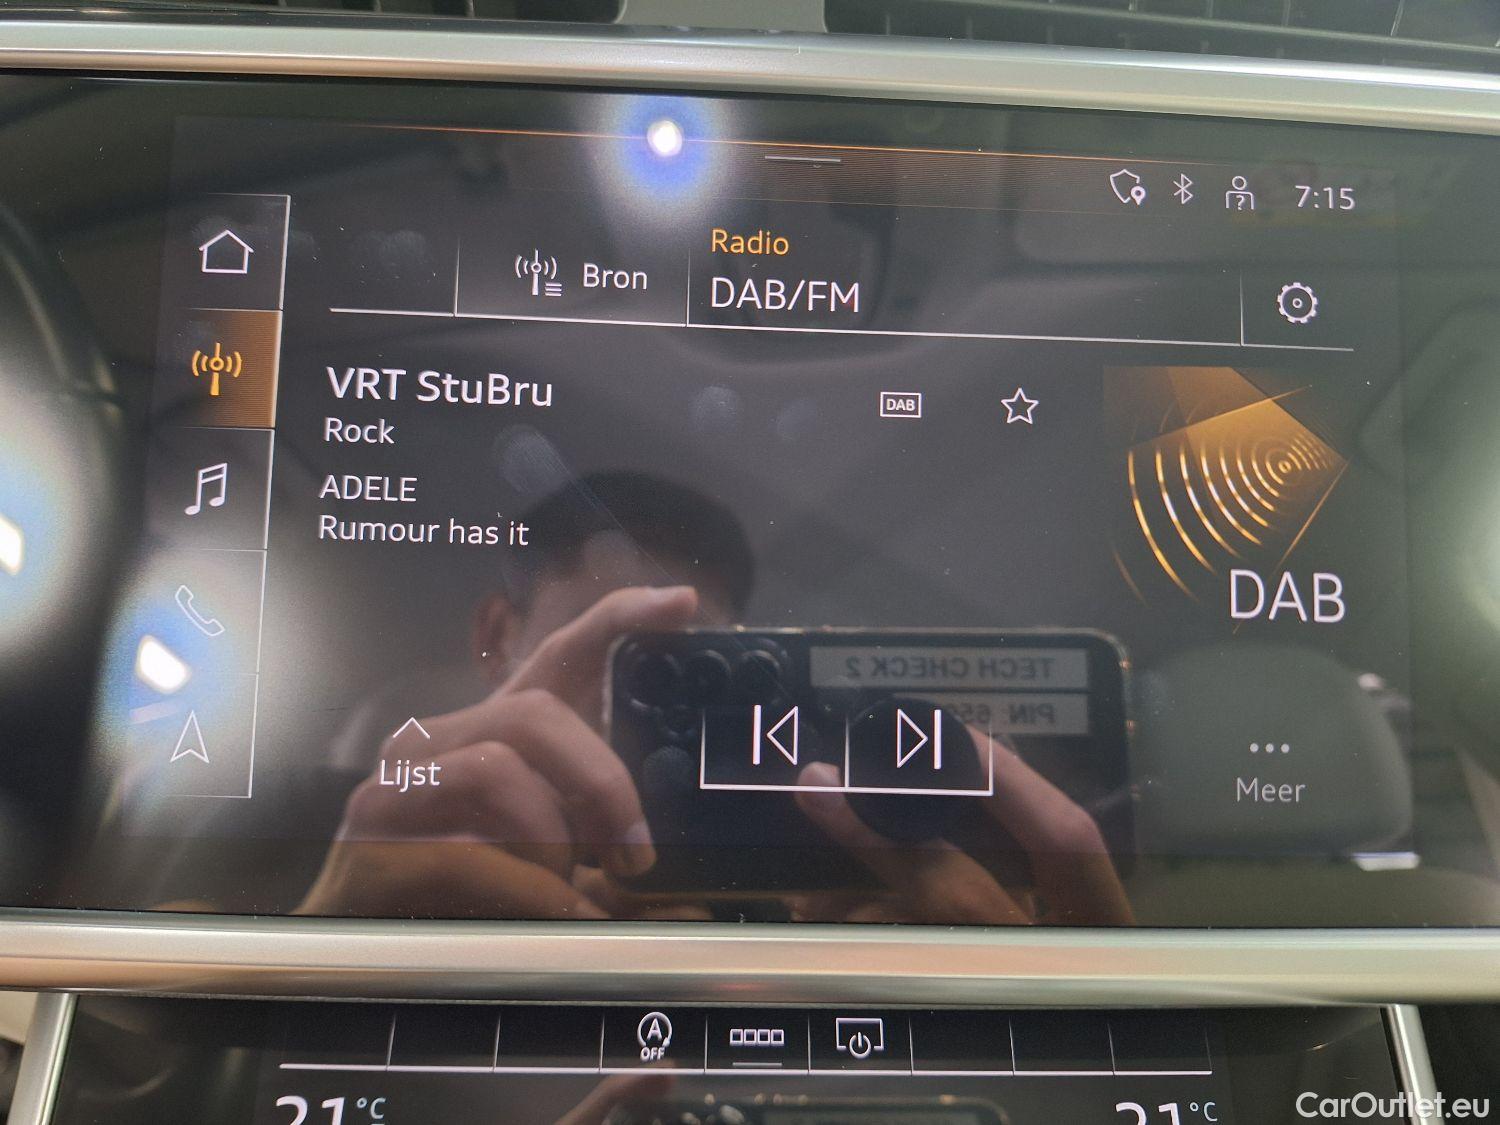 7:15
Radio
Bron
DAB/FM
VRT StuBru
DAB
Rock
ADELE
Rumour has it
DAB
TECH CHECK 2
PIN:
Lijst
Meer
A
OFF
21°C
21°C
CarOutlet.eu